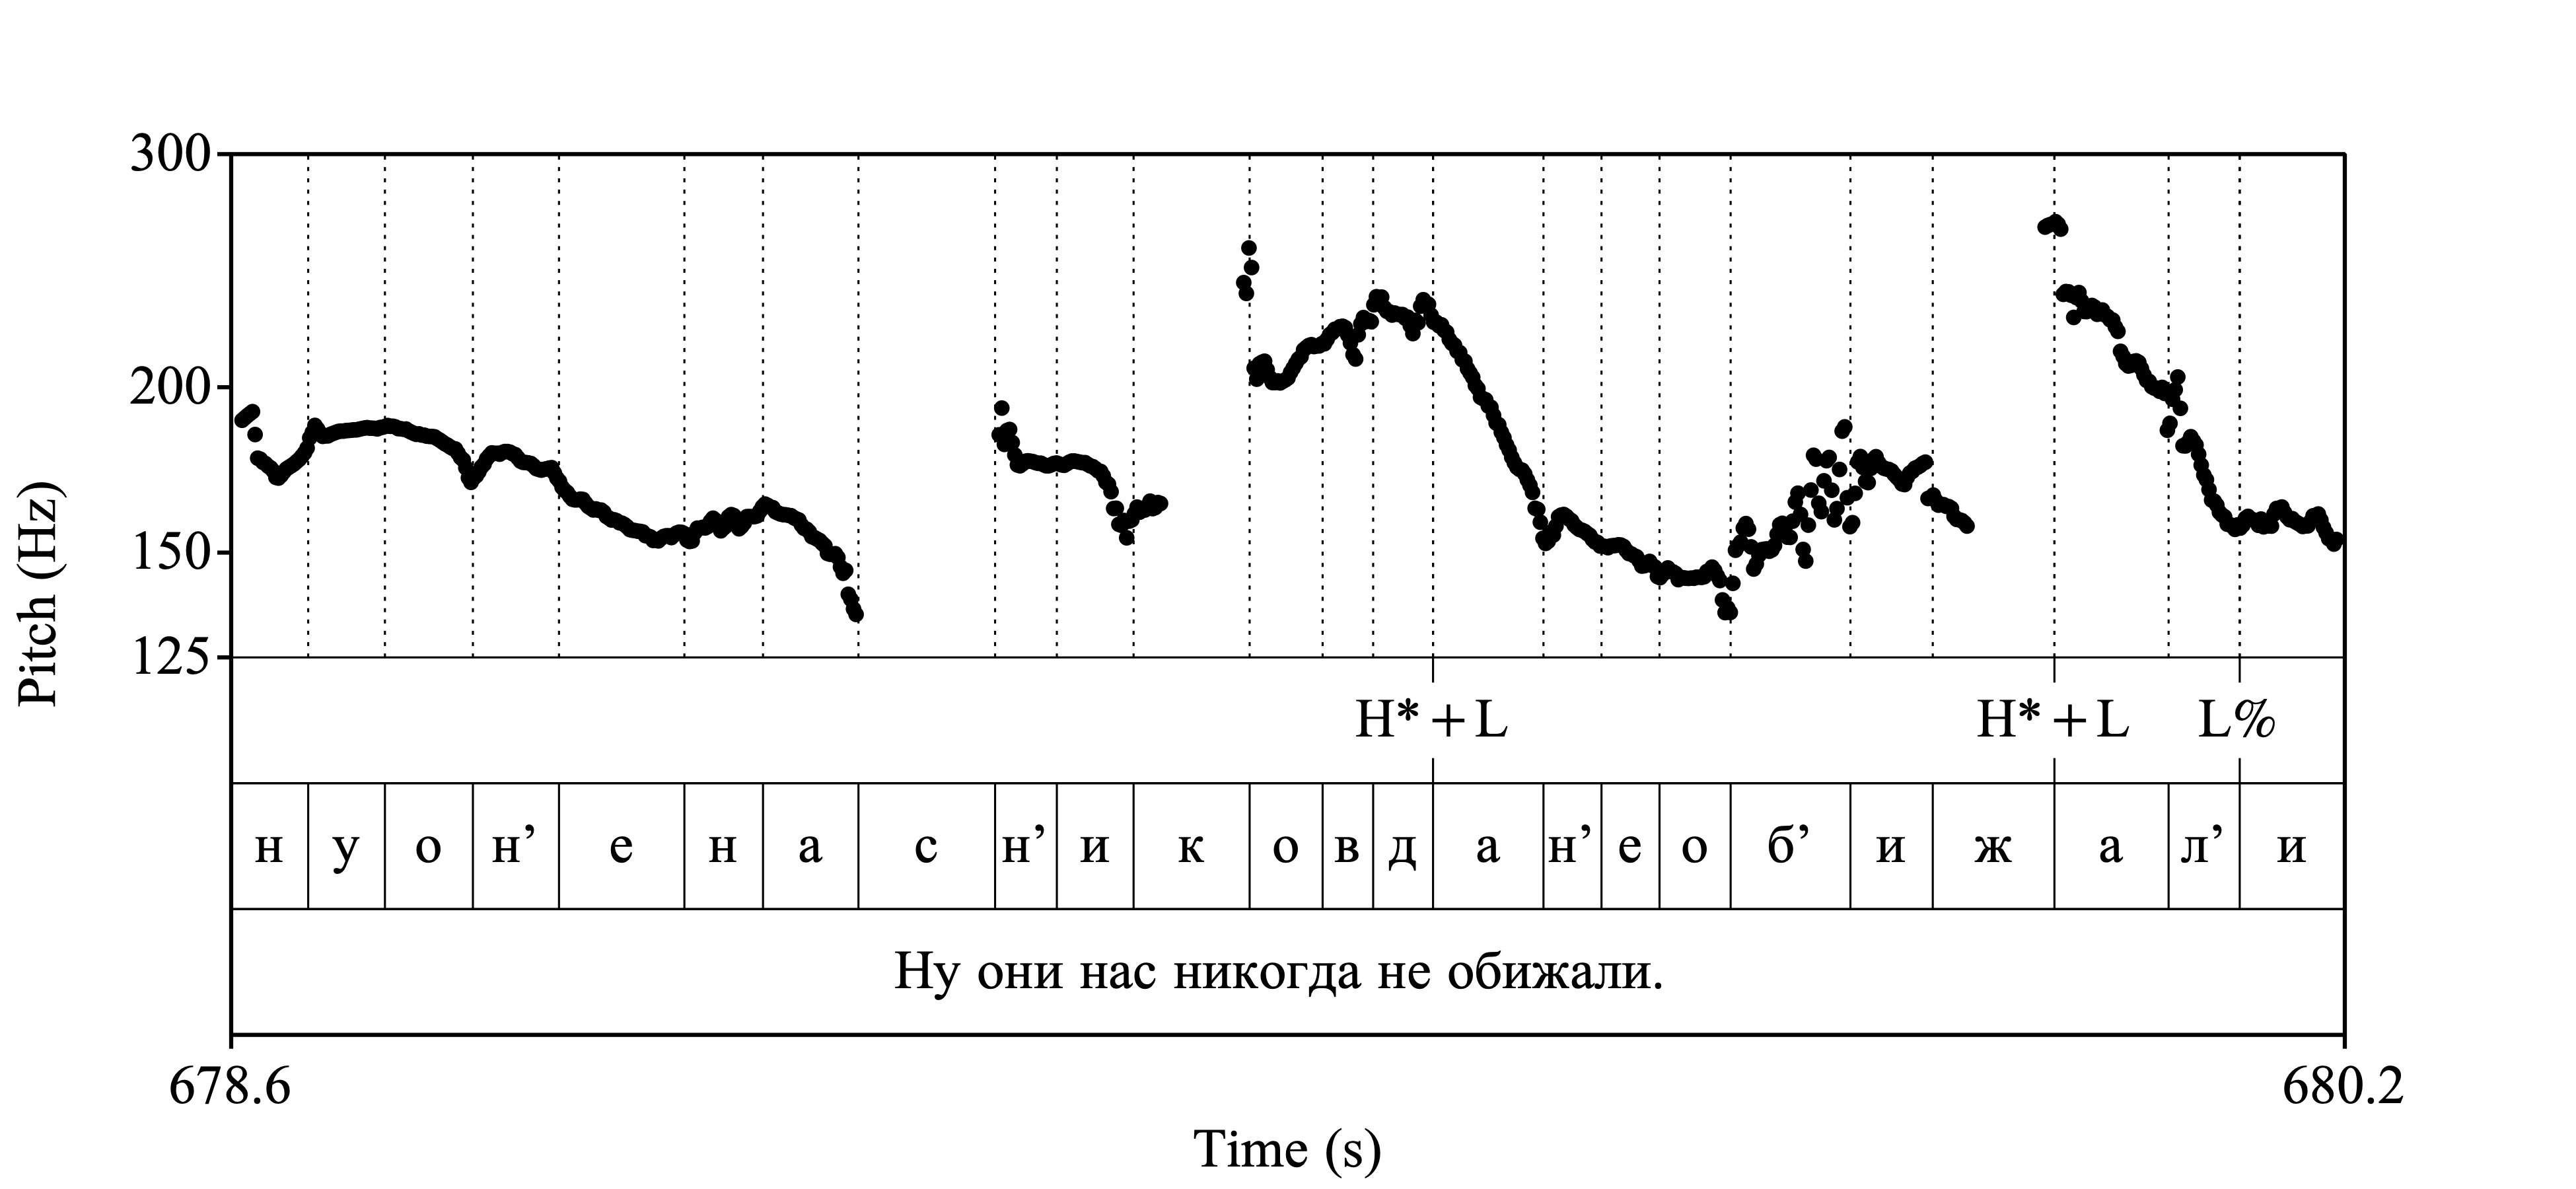 300
200
150
125
Pitch (Hz)
H* + L H* + L L%
н у о н’ е н а с н’ и к о в д а н’ е о б’ и ж а л’ и
Ну они нас никогда не обижали.
678.6 680.2
Time (s)